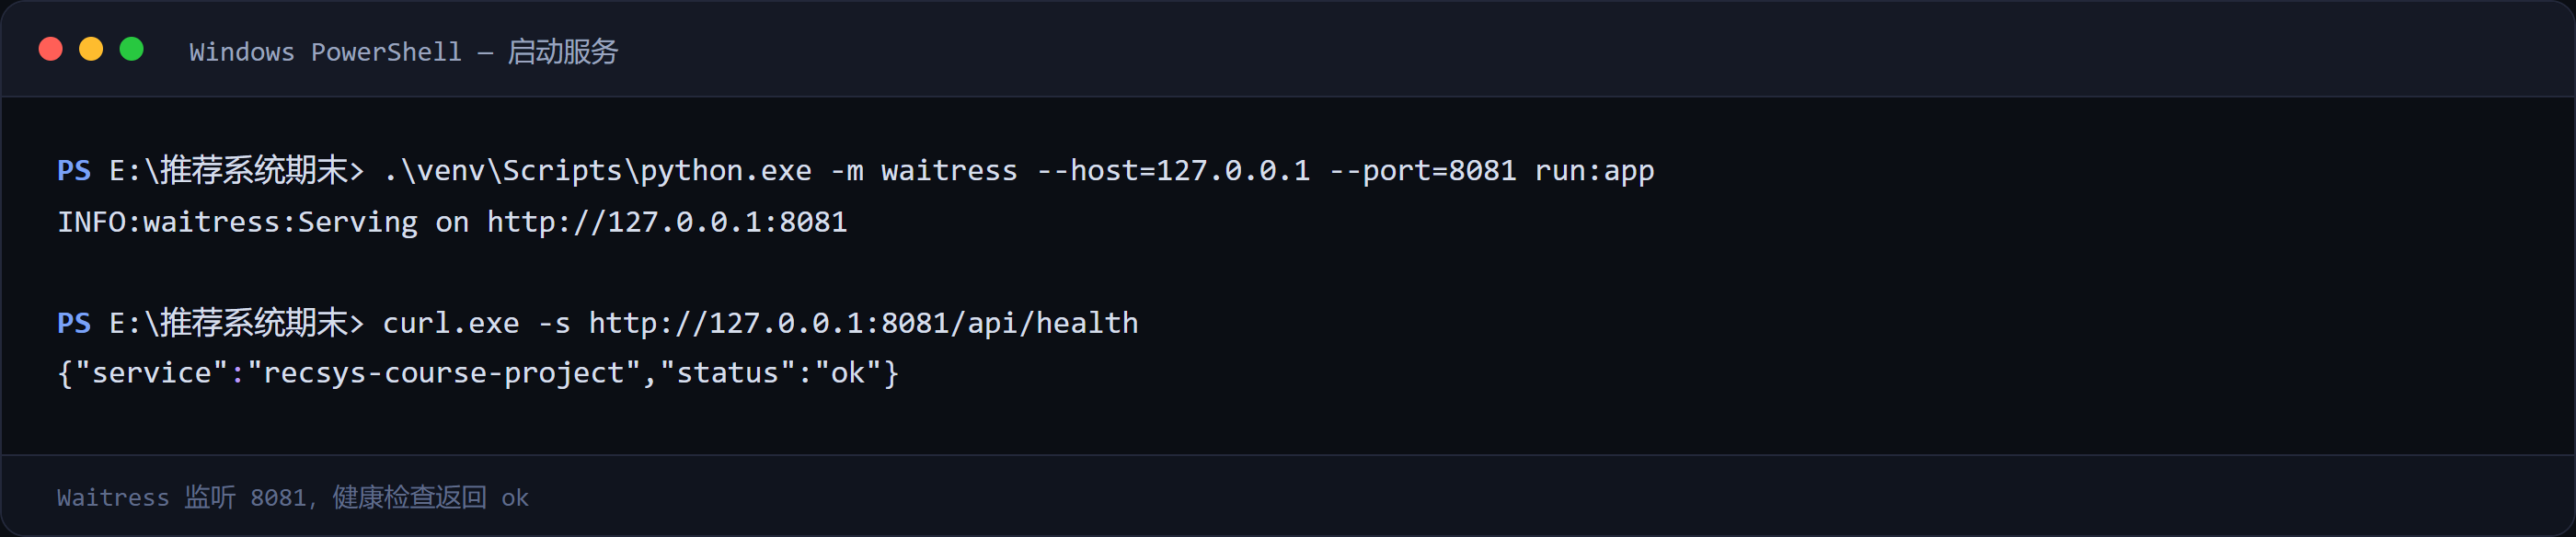 Windows PowerShell — 启动服务
PS E:\推荐系统期末> .\venv\Scripts\python.exe -m waitress --host=127.0.0.1 --port=8081 run:app
INFO:waitress:Serving on http://127.0.0.1:8081
PS E:\推荐系统期末> curl.exe -s http://127.0.0.1:8081/api/health
{"service":"recsys-course-project","status":"ok"}
Waitress 监听 8081，健康检查返回 ok